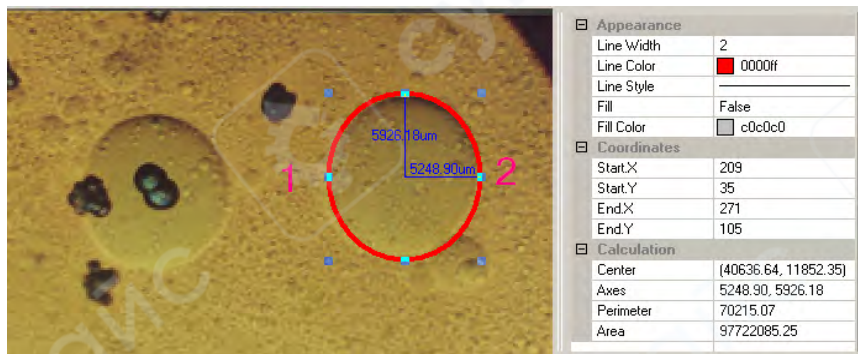 5926.18um
5248.90um
1
2
Appearance
Line Width 2
Line Color 0000ff
Line Style
Fill False
Fill Color c0c0c0
Coordinates
Start.X 209
Start.Y 35
End.X 271
End.Y 105
Calculation
Center (40636.64, 11852.35)
Axes 5248.90, 5926.18
Perimeter 70215.07
Area 97722085.25